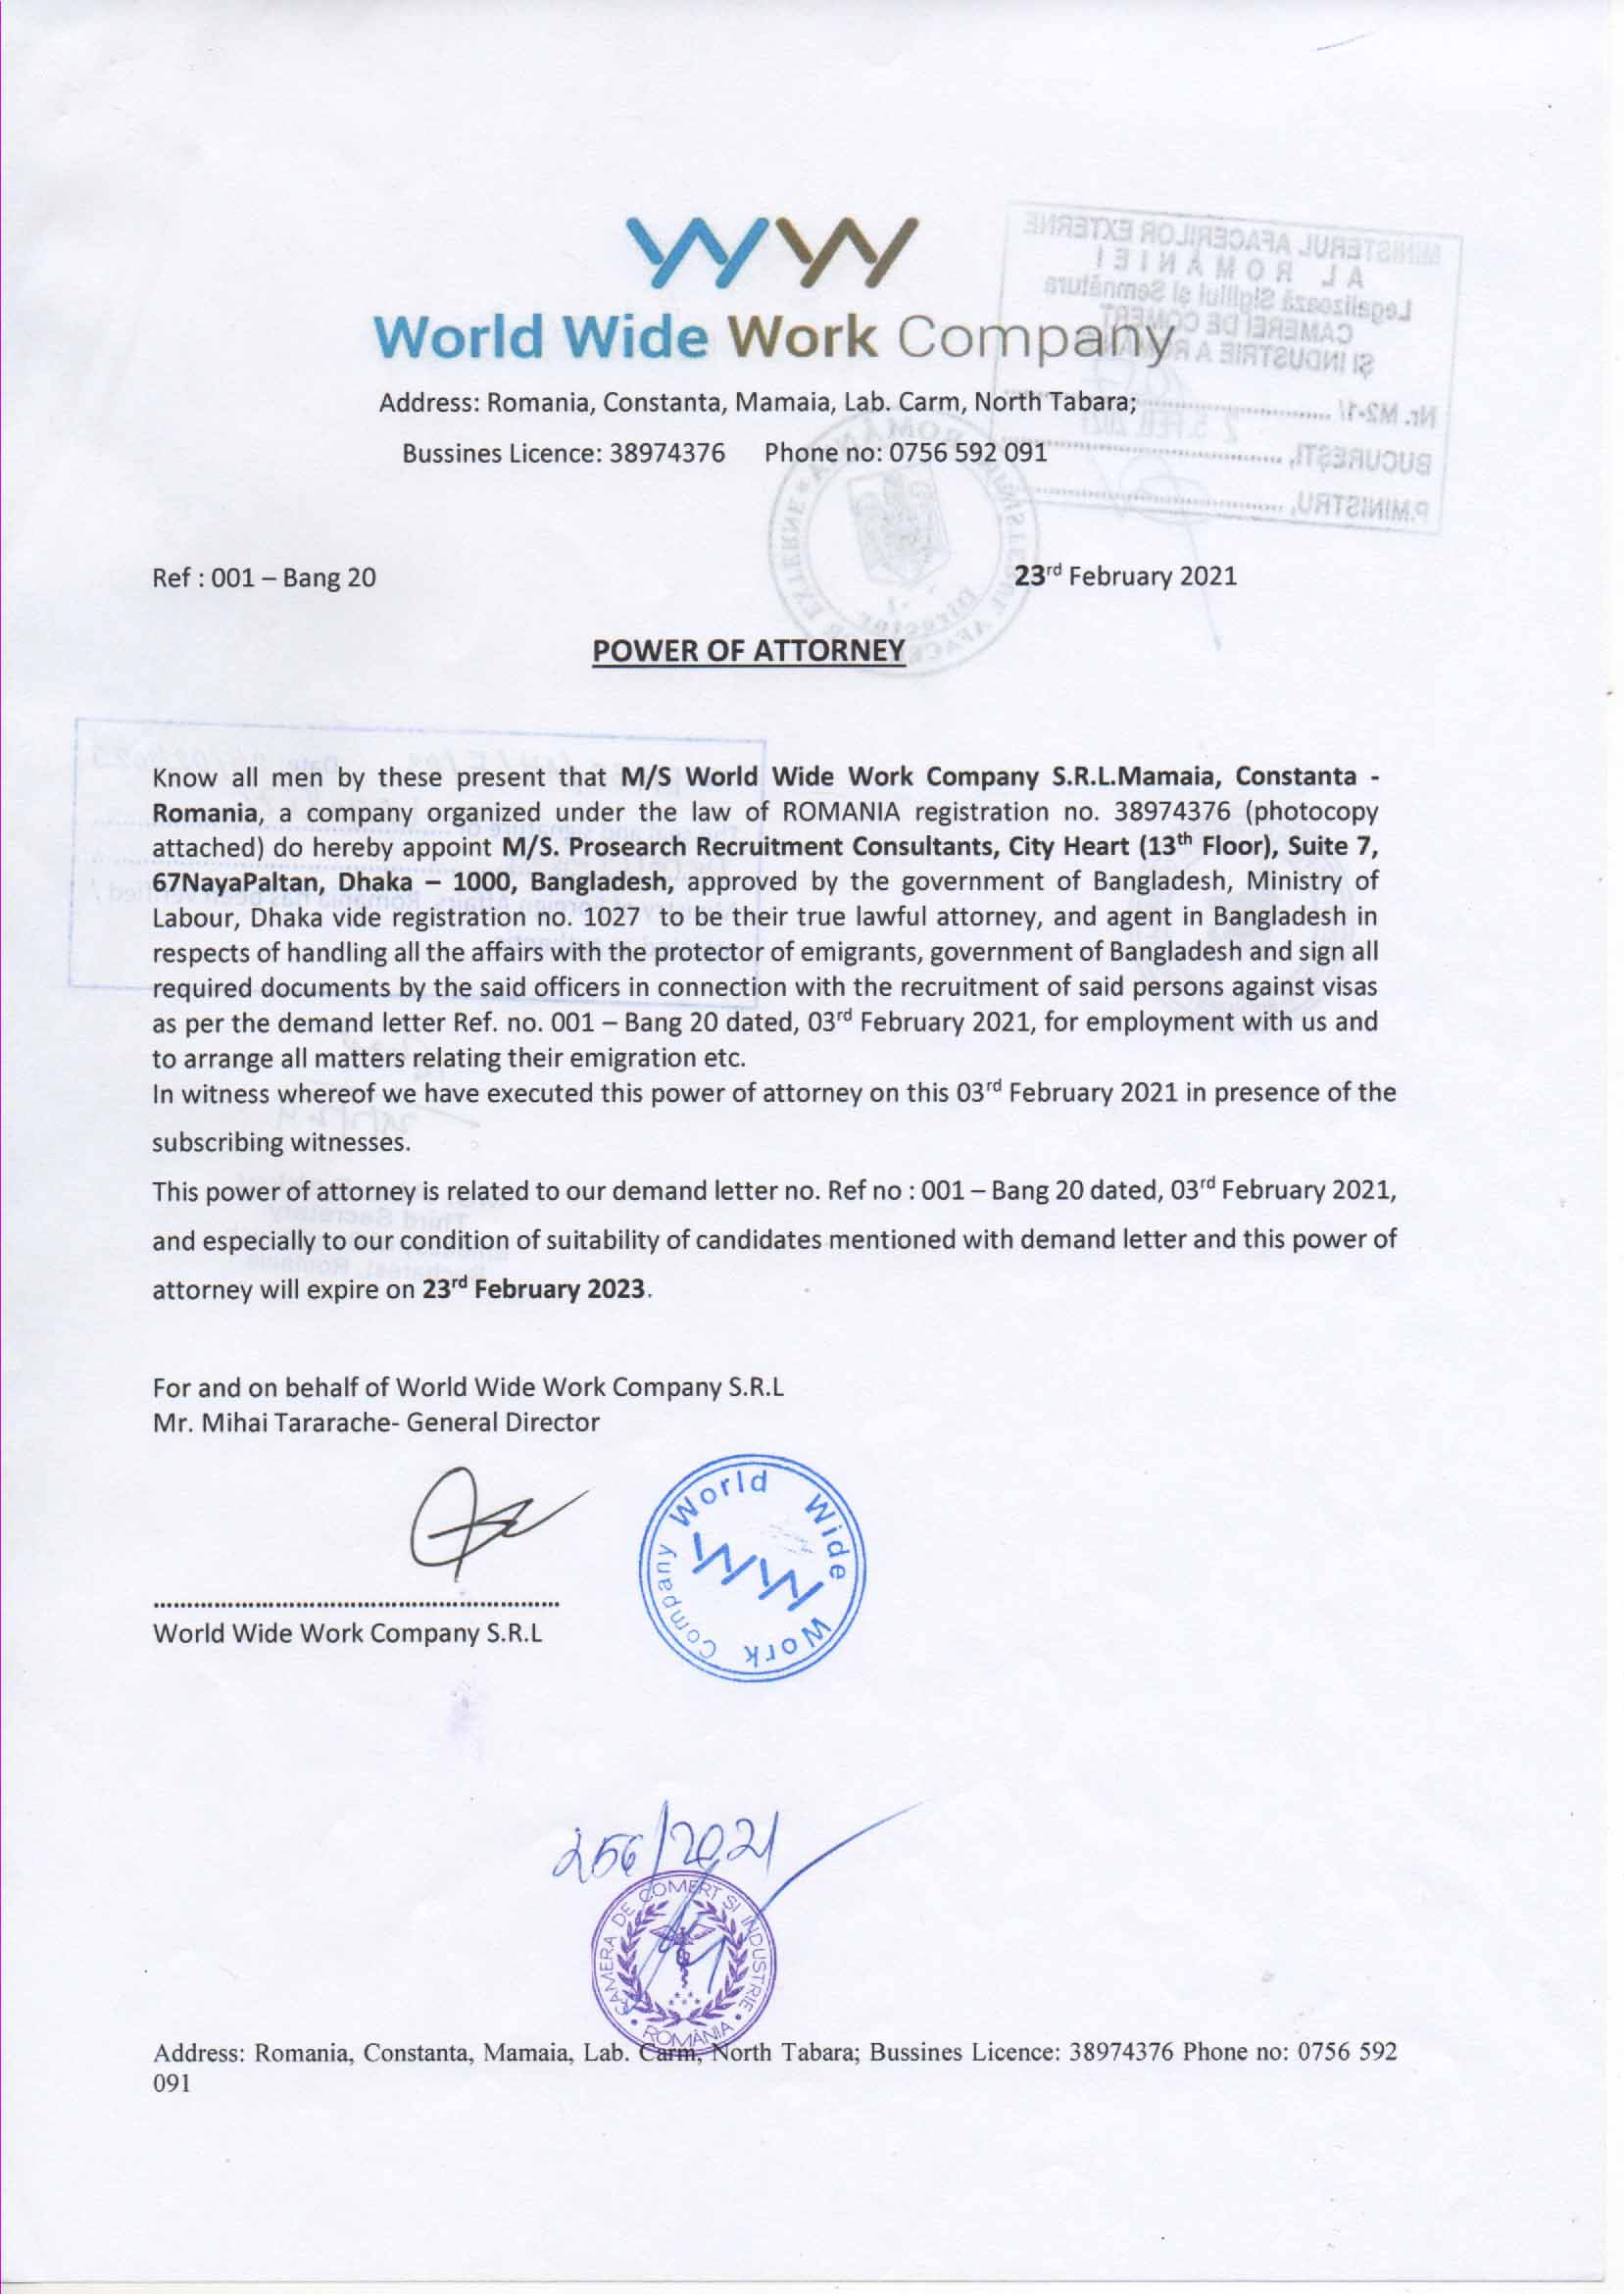 WW
World Wide Work Company
Address: Romania, Constanta, Mamaia, Lab. Carm, North Tabara;
Bussines Licence: 38974376 Phone no: 0756 592 091
MINISTERUL AFACERILOR EXTERNE
AL ROMÂNIEI
Legalizează Sigiliul și Semnătura
CAMEREI DE COMERȚ
ȘI INDUSTRIE A ROMÂNIEI
Nr. M2-1/
BUCUREȘTI,
P.MINISTRU,
Ref : 001 – Bang 20
23rd February 2021
POWER OF ATTORNEY
Know all men by these present that M/S World Wide Work Company S.R.L.Mamaia, Constanta -
Romania, a company organized under the law of ROMANIA registration no. 38974376 (photocopy
attached) do hereby appoint M/S. Prosearch Recruitment Consultants, City Heart (13th Floor), Suite 7,
67NayaPaltan, Dhaka – 1000, Bangladesh, approved by the government of Bangladesh, Ministry of
Labour, Dhaka vide registration no. 1027 to be their true lawful attorney, and agent in Bangladesh in
respects of handling all the affairs with the protector of emigrants, government of Bangladesh and sign all
required documents by the said officers in connection with the recruitment of said persons against visas
as per the demand letter Ref. no. 001 – Bang 20 dated, 03rd February 2021, for employment with us and
to arrange all matters relating their emigration etc.
In witness whereof we have executed this power of attorney on this 03rd February 2021 in presence of the
subscribing witnesses.
This power of attorney is related to our demand letter no. Ref no : 001 – Bang 20 dated, 03rd February 2021,
and especially to our condition of suitability of candidates mentioned with demand letter and this power of
attorney will expire on 23rd February 2023.
For and on behalf of World Wide Work Company S.R.L
Mr. Mihai Tararache- General Director
World Wide Work Company
WW
World Wide Work Company S.R.L
256/2021
CAMERA DE COMERT SI INDUSTRIE
ROMÂNIA
Address: Romania, Constanta, Mamaia, Lab. Carm, North Tabara; Bussines Licence: 38974376 Phone no: 0756 592
091